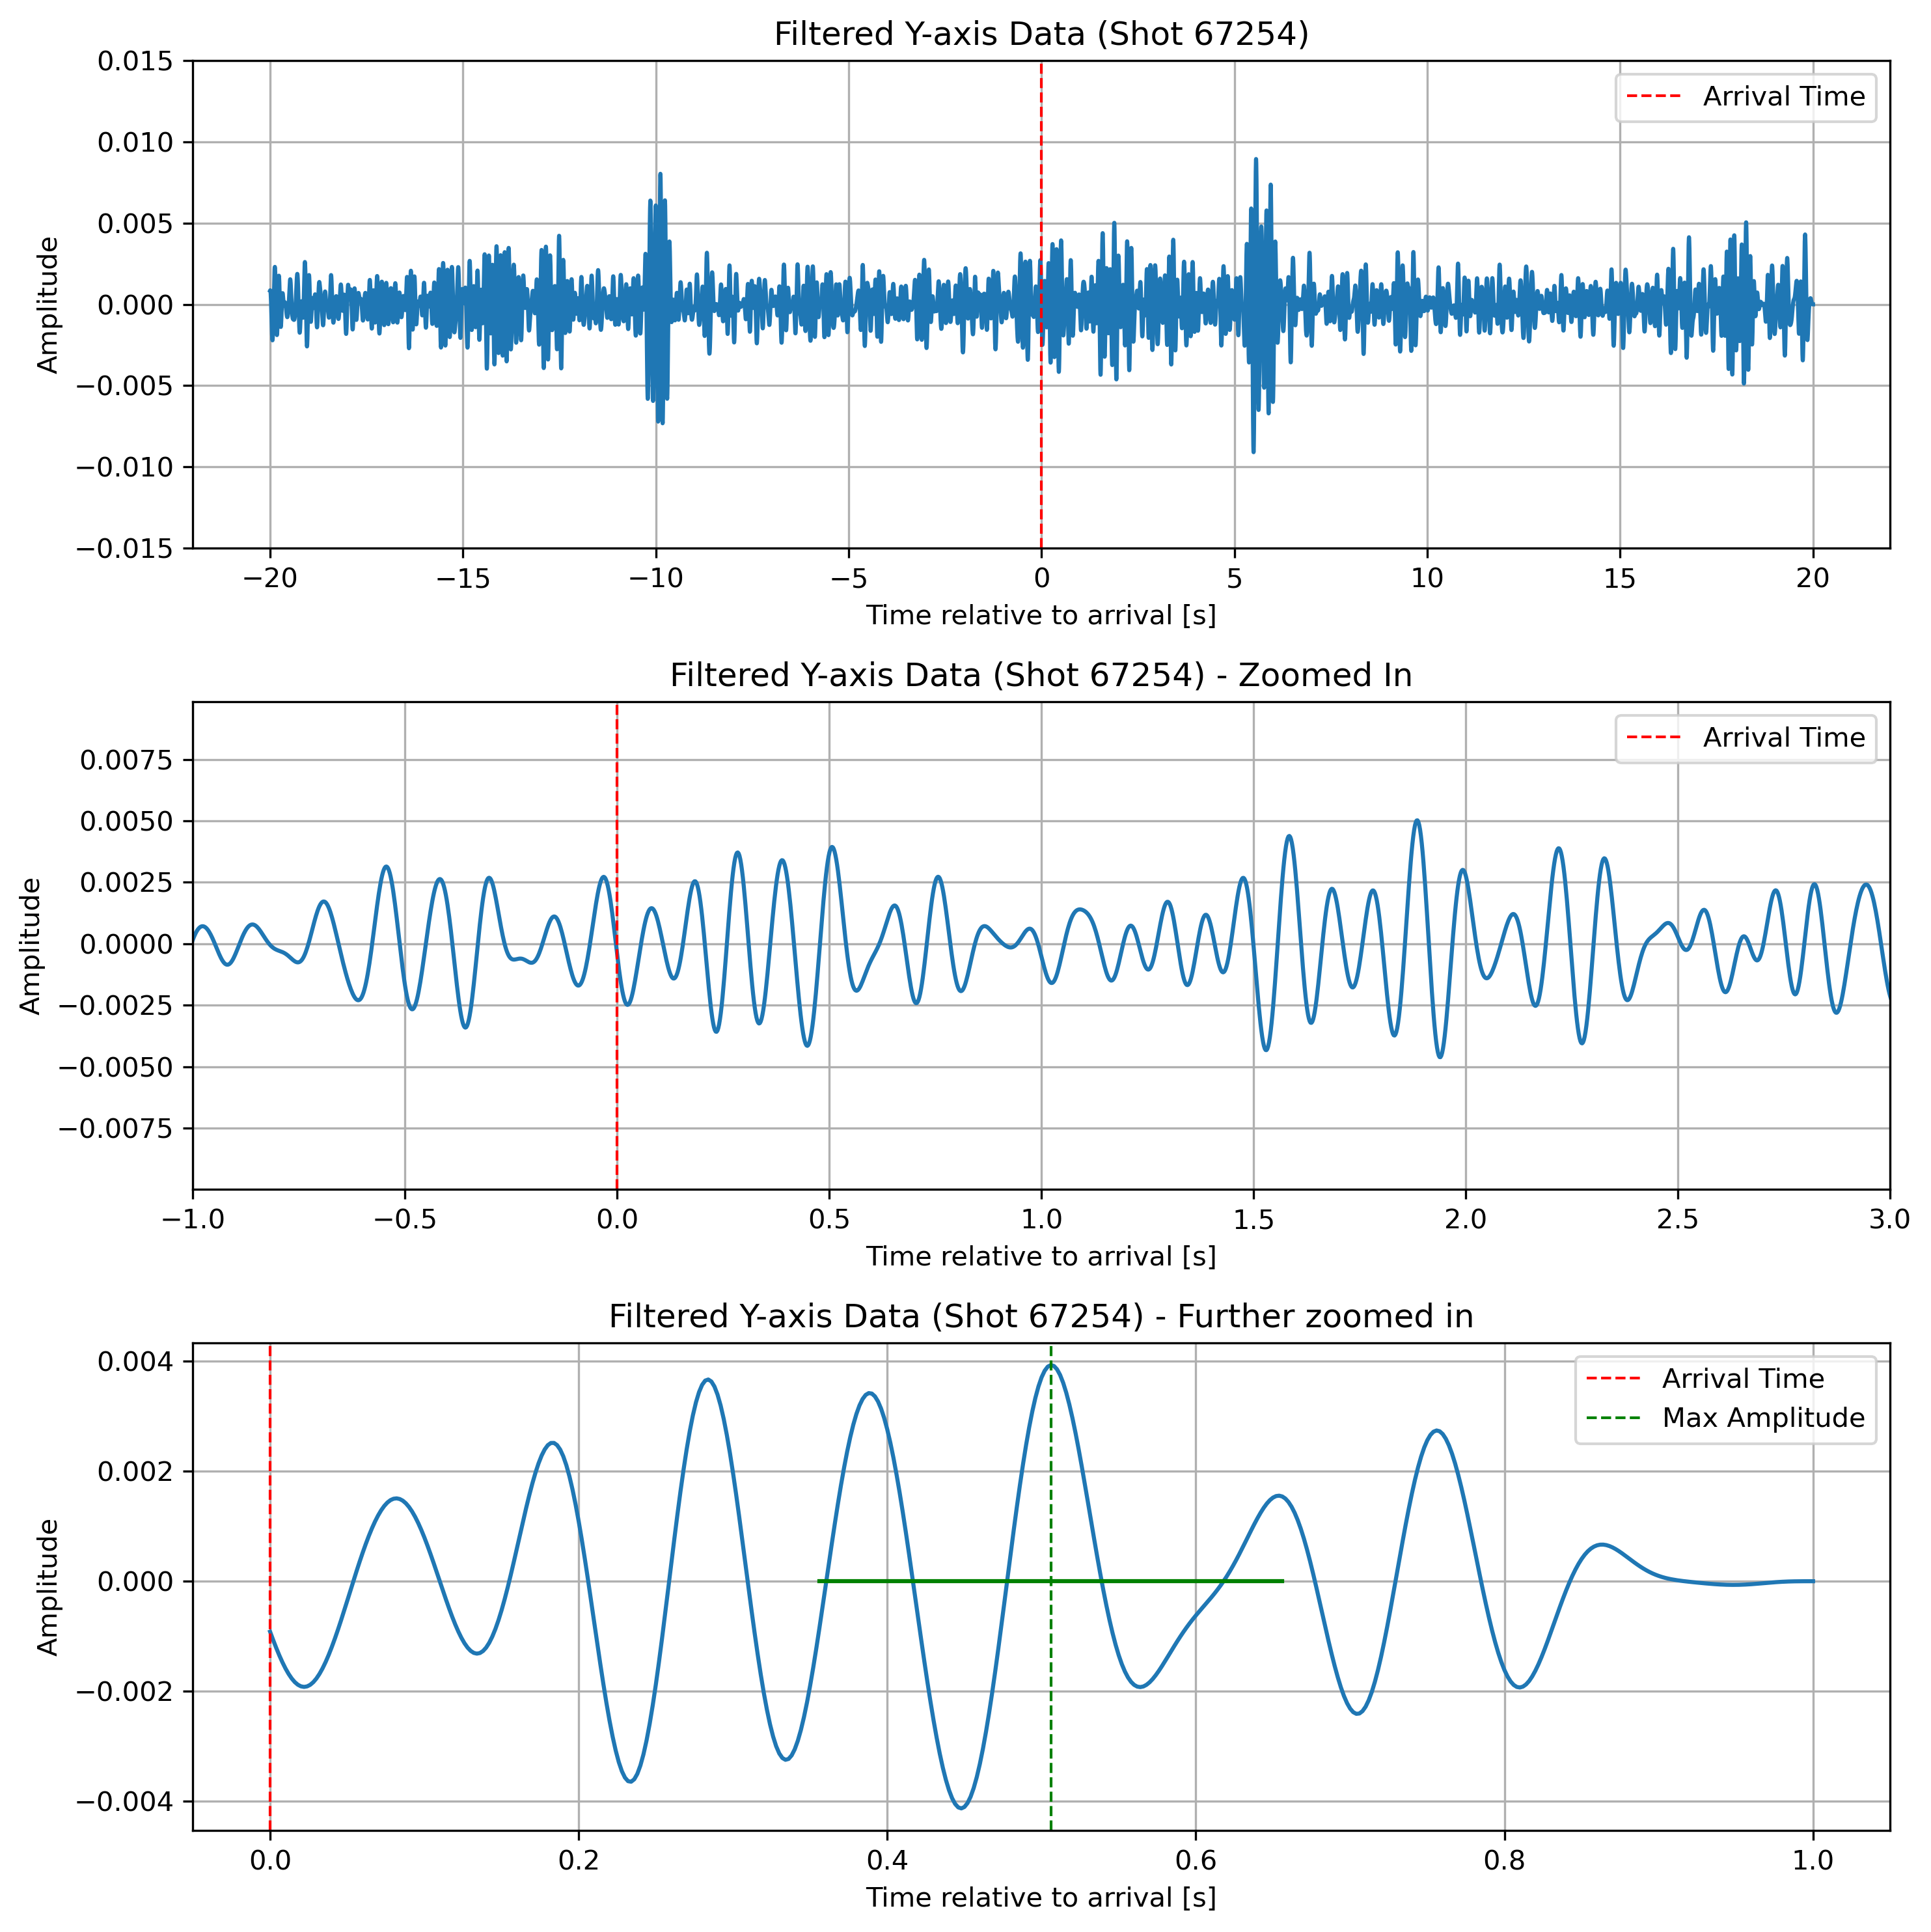 Filtered Y-axis Data (Shot 67254)
0.015
0.010
0.005
0.000
−0.005
−0.010
−0.015
Amplitude
Arrival Time
−20 −15 −10 −5 0 5 10 15 20
Time relative to arrival [s]
Filtered Y-axis Data (Shot 67254) - Zoomed In
0.0075
0.0050
0.0025
0.0000
−0.0025
−0.0050
−0.0075
Amplitude
Arrival Time
−1.0 −0.5 0.0 0.5 1.0 1.5 2.0 2.5 3.0
Time relative to arrival [s]
Filtered Y-axis Data (Shot 67254) - Further zoomed in
0.004
0.002
0.000
−0.002
−0.004
Amplitude
Arrival Time
Max Amplitude
0.0 0.2 0.4 0.6 0.8 1.0
Time relative to arrival [s]